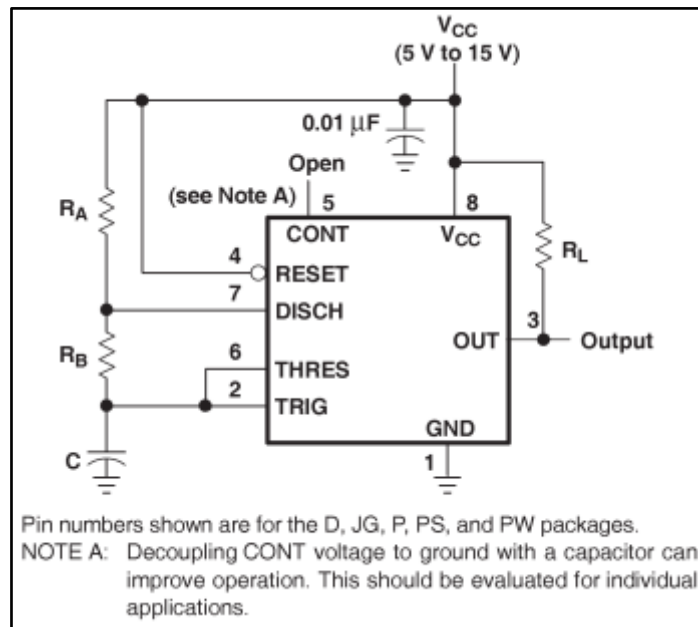 VCC
(5 V to 15 V)
0.01 μF
Open
(see Note A)
5
8
RA
CONT
VCC
RL
4
RESET
7
DISCH
3
OUT
Output
RB
6
THRES
2
TRIG
GND
C
1
Pin numbers shown are for the D, JG, P, PS, and PW packages.
NOTE A: Decoupling CONT voltage to ground with a capacitor can
improve operation. This should be evaluated for individual
applications.